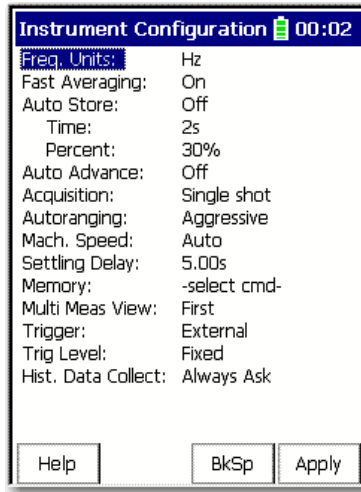 Instrument Configuration 00:02
Freq. Units: Hz
Fast Averaging: On
Auto Store: Off
Time: 2s
Percent: 30%
Auto Advance: Off
Acquisition: Single shot
Autoranging: Aggressive
Mach. Speed: Auto
Settling Delay: 5.00s
Memory: -select cmd-
Multi Meas View: First
Trigger: External
Trig Level: Fixed
Hist. Data Collect: Always Ask
Help BkSp Apply